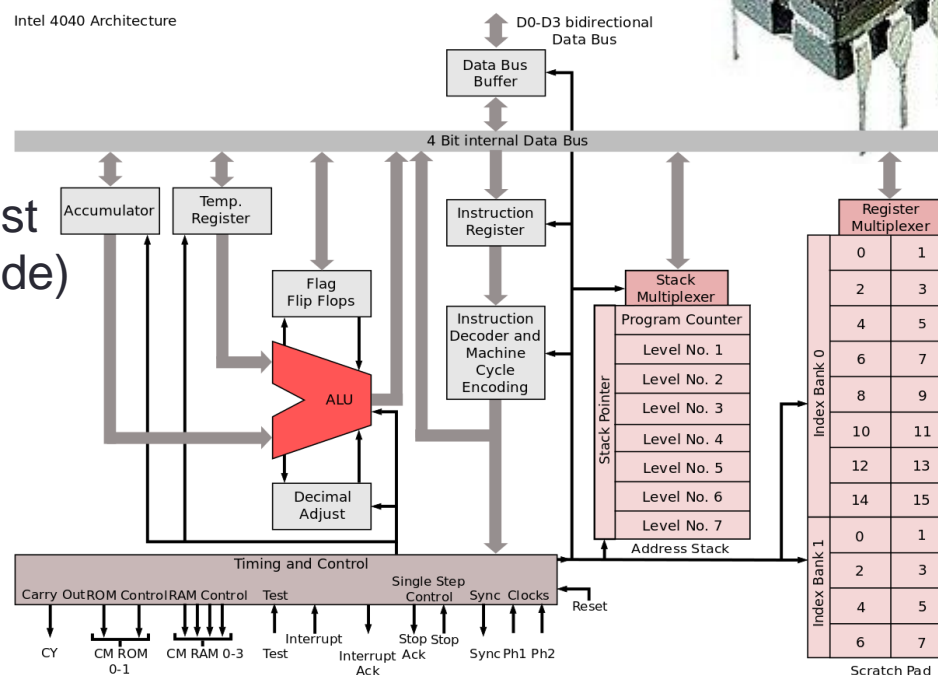 Intel 4040 Architecture
D0-D3 bidirectional
Data Bus
Data Bus
Buffer
4 Bit internal Data Bus
st
de)
Accumulator
Temp.
Register
Instruction
Register
Register
Multiplexer
Flag
Flip Flops
Stack
Multiplexer
Instruction
Decoder and
Machine
Cycle
Encoding
ALU
Decimal
Adjust
Stack Pointer
Program Counter
Level No. 1
Level No. 2
Level No. 3
Level No. 4
Level No. 5
Level No. 6
Level No. 7
Address Stack
Index Bank 0
0 1
2 3
4 5
6 7
8 9
10 11
12 13
14 15
Index Bank 1
0 1
2 3
4 5
6 7
Scratch Pad
Timing and Control
Carry Out ROM Control RAM Control Test
Single Step
Control
Sync Clocks
Reset
CY
CM ROM
0-1
CM RAM 0-3
Test
Interrupt
Interrupt
Ack
Stop
Ack
Stop
Sync Ph1 Ph2